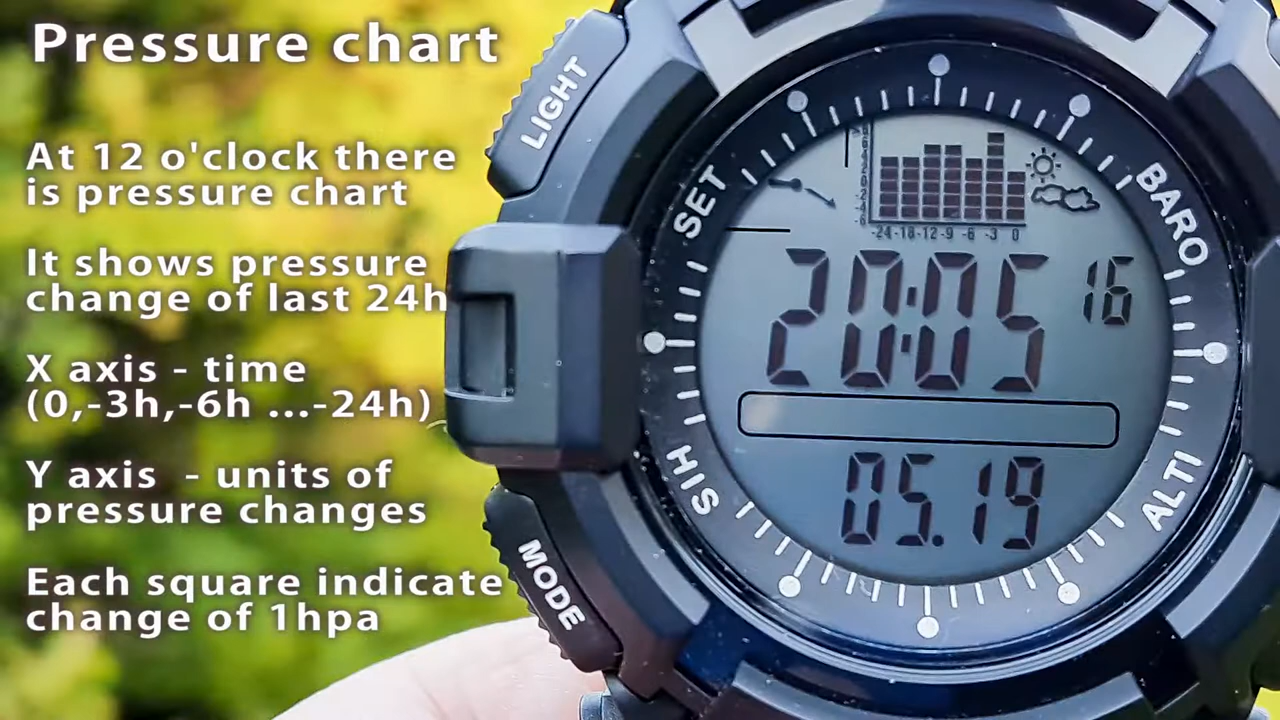 Pressure chart
At 12 o'clock there
is pressure chart
It shows pressure
change of last 24h
X axis - time
(0,-3h,-6h ...-24h)
Y axis - units of
pressure changes
Each square indicate
change of 1hpa
LIGHT
SET
BARO
-24 -18 -12 -9 -6 -3 0
20:05 16
05.19
HIS
ALTI
MODE